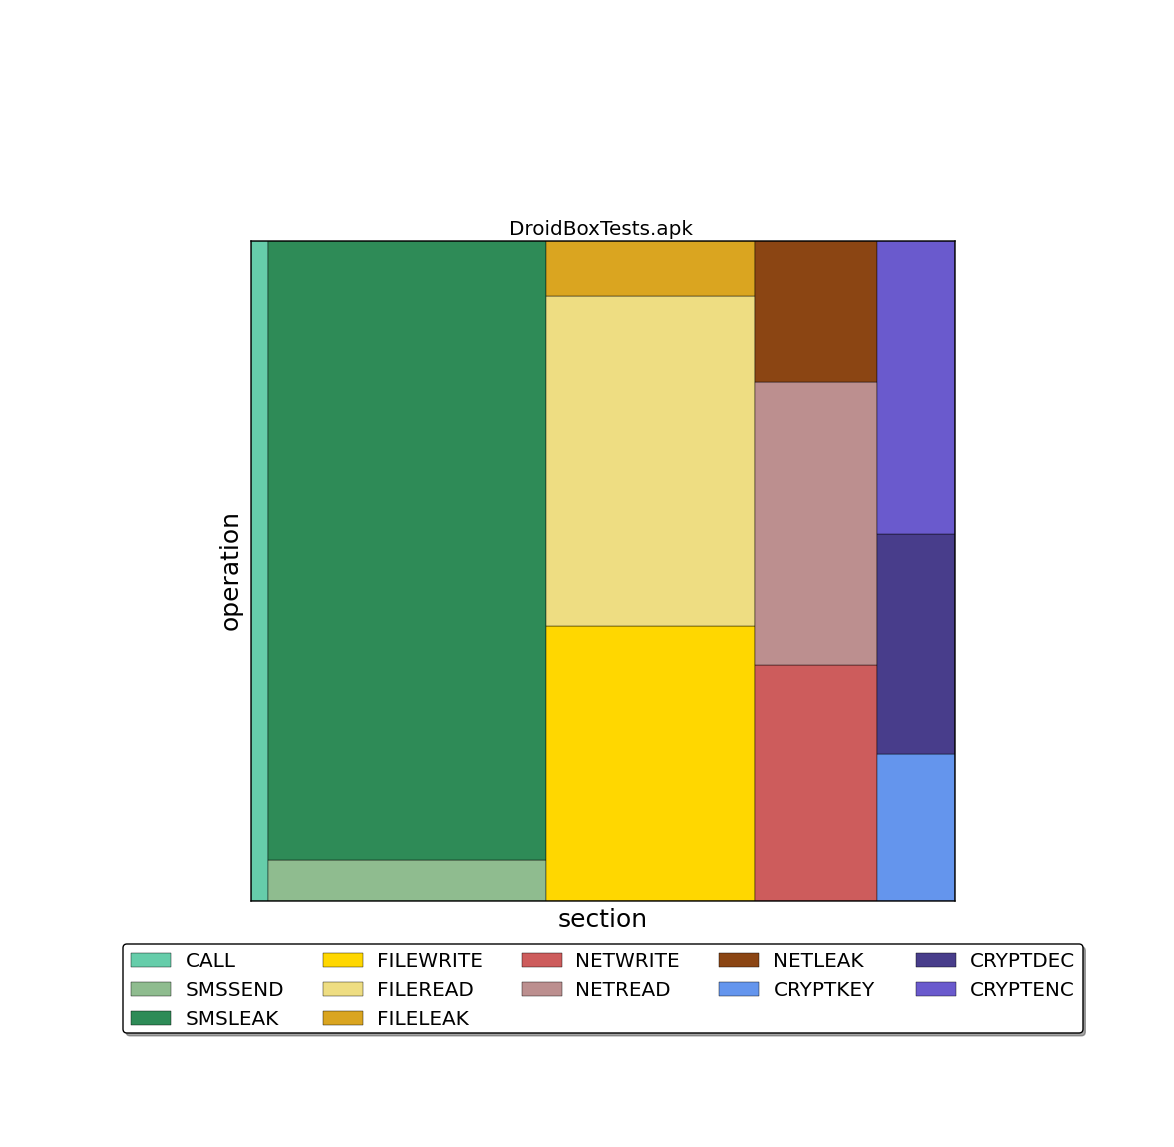 DroidBoxTests.apk
operation
section
CALL FILEWRITE NETWRITE NETLEAK CRYPTDEC
SMSSEND FILEREAD NETREAD CRYPTKEY CRYPTENC
SMSLEAK FILELEAK